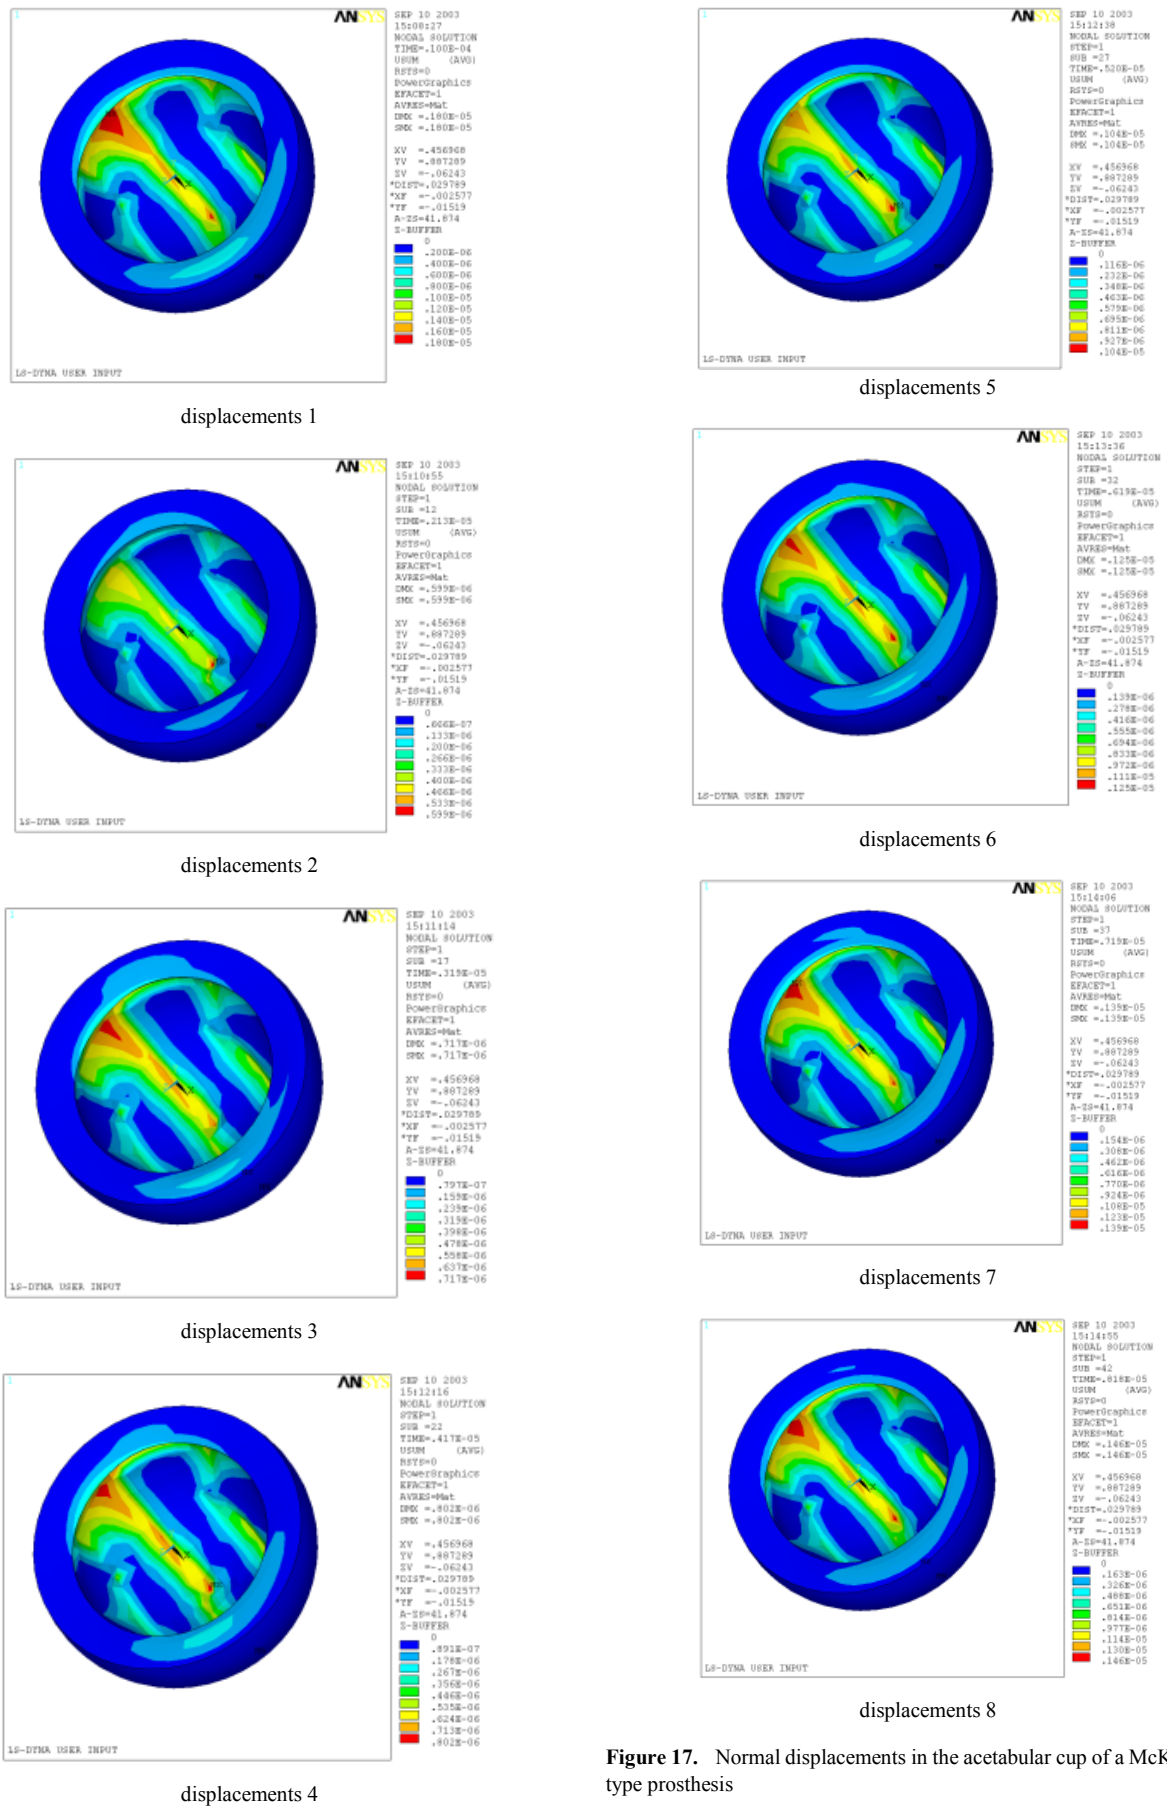 1
ANSYS
SEP 10 2003
15:08:27
NODAL SOLUTION
TIME=.100E-04
USUM (AVG)
RSYS=0
PowerGraphics
EFACET=1
AVRES=Mat
DMX =.180E-05
SMX =.180E-05
XV =.456968
YV =.887289
ZV =-.06243
*DIST=.029789
*XF =-.002577
*YF =-.01519
A-ZS=41.874
Z-BUFFER
0
.200E-06
.400E-06
.600E-06
.800E-06
.100E-05
.120E-05
.140E-05
.160E-05
.180E-05
LS-DYNA USER INPUT
displacements 1
1
ANSYS
SEP 10 2003
15:10:55
NODAL SOLUTION
STEP=1
SUB =12
TIME=.213E-05
USUM (AVG)
RSYS=0
PowerGraphics
EFACET=1
AVRES=Mat
DMX =.599E-06
SMX =.599E-06
XV =.456968
YV =.887289
ZV =-.06243
*DIST=.029789
*XF =-.002577
*YF =-.01519
A-ZS=41.874
Z-BUFFER
0
.666E-07
.133E-06
.200E-06
.266E-06
.333E-06
.400E-06
.466E-06
.533E-06
.599E-06
LS-DYNA USER INPUT
displacements 2
1
ANSYS
SEP 10 2003
15:11:14
NODAL SOLUTION
STEP=1
SUB =17
TIME=.319E-05
USUM (AVG)
RSYS=0
PowerGraphics
EFACET=1
AVRES=Mat
DMX =.717E-06
SMX =.717E-06
XV =.456968
YV =.887289
ZV =-.06243
*DIST=.029789
*XF =-.002577
*YF =-.01519
A-ZS=41.874
Z-BUFFER
0
.797E-07
.159E-06
.239E-06
.319E-06
.398E-06
.478E-06
.558E-06
.637E-06
.717E-06
LS-DYNA USER INPUT
displacements 3
1
ANSYS
SEP 10 2003
15:12:16
NODAL SOLUTION
STEP=1
SUB =22
TIME=.417E-05
USUM (AVG)
RSYS=0
PowerGraphics
EFACET=1
AVRES=Mat
DMX =.802E-06
SMX =.802E-06
XV =.456968
YV =.887289
ZV =-.06243
*DIST=.029789
*XF =-.002577
*YF =-.01519
A-ZS=41.874
Z-BUFFER
0
.891E-07
.178E-06
.267E-06
.356E-06
.446E-06
.535E-06
.624E-06
.713E-06
.802E-06
LS-DYNA USER INPUT
displacements 4
1
ANSYS
SEP 10 2003
15:12:38
NODAL SOLUTION
STEP=1
SUB =27
TIME=.520E-05
USUM (AVG)
RSYS=0
PowerGraphics
EFACET=1
AVRES=Mat
DMX =.104E-05
SMX =.104E-05
XV =.456968
YV =.887289
ZV =-.06243
*DIST=.029789
*XF =-.002577
*YF =-.01519
A-ZS=41.874
Z-BUFFER
0
.116E-06
.232E-06
.348E-06
.463E-06
.579E-06
.695E-06
.811E-06
.927E-06
.104E-05
LS-DYNA USER INPUT
displacements 5
1
ANSYS
SEP 10 2003
15:13:36
NODAL SOLUTION
STEP=1
SUB =32
TIME=.619E-05
USUM (AVG)
RSYS=0
PowerGraphics
EFACET=1
AVRES=Mat
DMX =.125E-05
SMX =.125E-05
XV =.456968
YV =.887289
ZV =-.06243
*DIST=.029789
*XF =-.002577
*YF =-.01519
A-ZS=41.874
Z-BUFFER
0
.139E-06
.278E-06
.416E-06
.555E-06
.694E-06
.833E-06
.972E-06
.111E-05
.125E-05
LS-DYNA USER INPUT
displacements 6
1
ANSYS
SEP 10 2003
15:14:06
NODAL SOLUTION
STEP=1
SUB =37
TIME=.719E-05
USUM (AVG)
RSYS=0
PowerGraphics
EFACET=1
AVRES=Mat
DMX =.139E-05
SMX =.139E-05
XV =.456968
YV =.887289
ZV =-.06243
*DIST=.029789
*XF =-.002577
*YF =-.01519
A-ZS=41.874
Z-BUFFER
0
.154E-06
.308E-06
.462E-06
.616E-06
.770E-06
.924E-06
.108E-05
.123E-05
.139E-05
LS-DYNA USER INPUT
displacements 7
1
ANSYS
SEP 10 2003
15:14:55
NODAL SOLUTION
STEP=1
SUB =42
TIME=.818E-05
USUM (AVG)
RSYS=0
PowerGraphics
EFACET=1
AVRES=Mat
DMX =.146E-05
SMX =.146E-05
XV =.456968
YV =.887289
ZV =-.06243
*DIST=.029789
*XF =-.002577
*YF =-.01519
A-ZS=41.874
Z-BUFFER
0
.163E-06
.326E-06
.488E-06
.651E-06
.814E-06
.977E-06
.114E-05
.130E-05
.146E-05
LS-DYNA USER INPUT
displacements 8
Figure 17. Normal displacements in the acetabular cup of a McK
type prosthesis